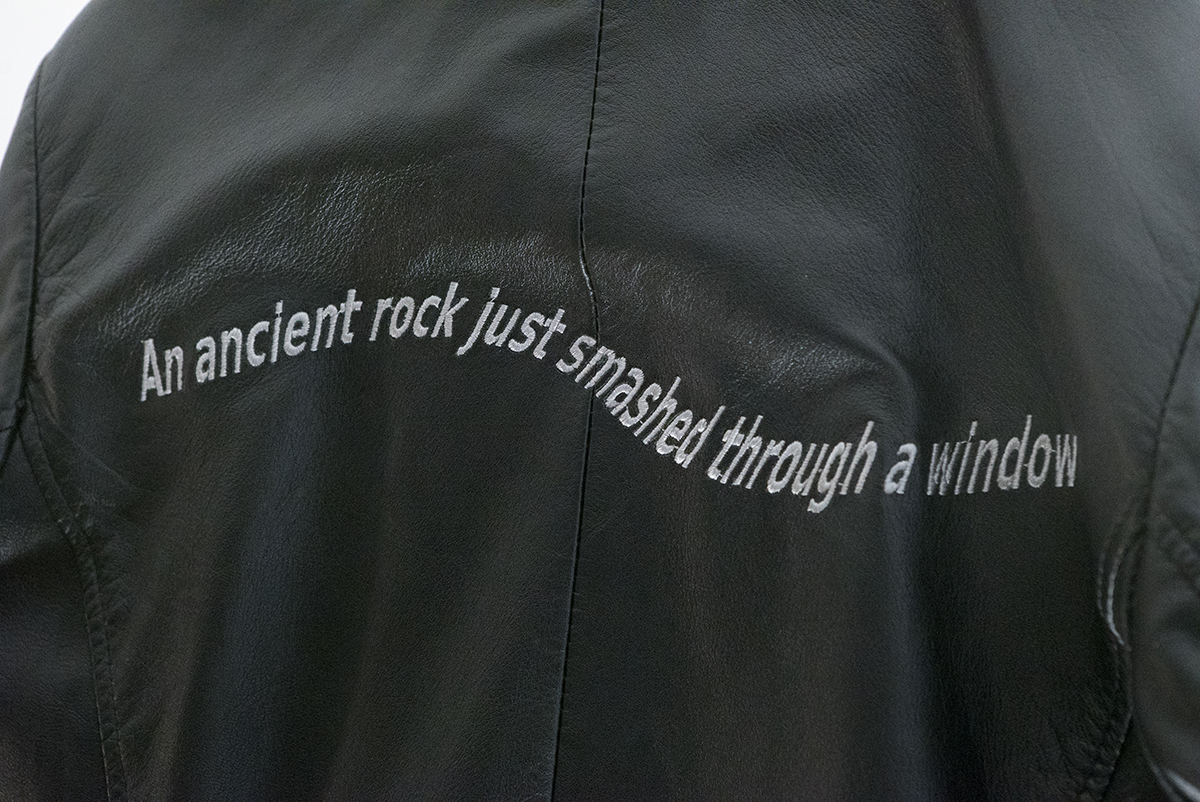 An ancient rock just smashed through a window